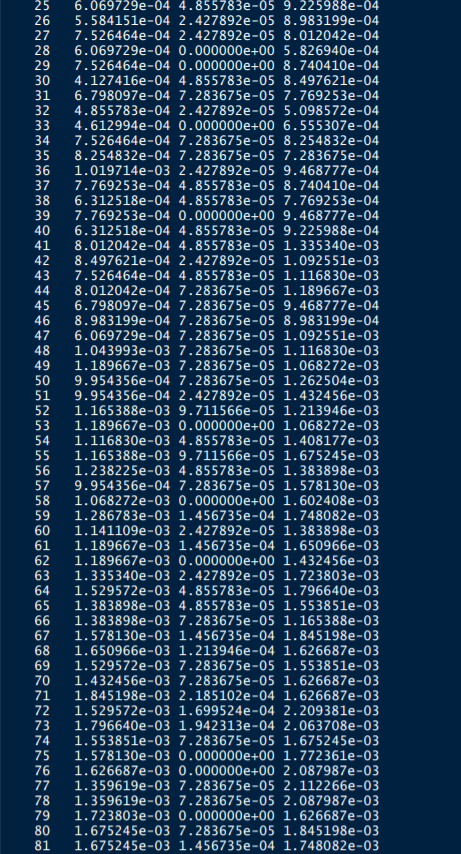 25 6.069729e-04 4.855783e-05 9.225988e-04
26 5.584151e-04 2.427892e-05 8.983199e-04
27 7.526464e-04 2.427892e-05 8.012042e-04
28 6.069729e-04 0.000000e+00 5.826940e-04
29 7.526464e-04 0.000000e+00 8.740410e-04
30 4.127416e-04 4.855783e-05 8.497621e-04
31 6.798097e-04 7.283675e-05 7.769253e-04
32 4.855783e-04 2.427892e-05 5.098572e-04
33 4.612994e-04 0.000000e+00 6.555307e-04
34 7.526464e-04 7.283675e-05 8.254832e-04
35 8.254832e-04 7.283675e-05 7.283675e-04
36 1.019714e-03 2.427892e-05 9.468777e-04
37 7.769253e-04 4.855783e-05 8.740410e-04
38 6.312518e-04 4.855783e-05 7.769253e-04
39 7.769253e-04 0.000000e+00 9.468777e-04
40 6.312518e-04 4.855783e-05 9.225988e-04
41 8.012042e-04 4.855783e-05 1.335340e-03
42 8.497621e-04 2.427892e-05 1.092551e-03
43 7.526464e-04 4.855783e-05 1.116830e-03
44 8.012042e-04 7.283675e-05 1.189667e-03
45 6.798097e-04 7.283675e-05 9.468777e-04
46 8.983199e-04 7.283675e-05 8.983199e-04
47 6.069729e-04 7.283675e-05 1.092551e-03
48 1.043993e-03 7.283675e-05 1.116830e-03
49 1.189667e-03 7.283675e-05 1.068272e-03
50 9.954356e-04 7.283675e-05 1.262504e-03
51 9.954356e-04 2.427892e-05 1.432456e-03
52 1.165388e-03 9.711566e-05 1.213946e-03
53 1.189667e-03 0.000000e+00 1.068272e-03
54 1.116830e-03 4.855783e-05 1.408177e-03
55 1.165388e-03 9.711566e-05 1.675245e-03
56 1.238225e-03 4.855783e-05 1.383898e-03
57 9.954356e-04 7.283675e-05 1.578130e-03
58 1.068272e-03 0.000000e+00 1.602408e-03
59 1.286783e-03 1.456735e-04 1.748082e-03
60 1.141109e-03 2.427892e-05 1.383898e-03
61 1.189667e-03 1.456735e-04 1.650966e-03
62 1.189667e-03 0.000000e+00 1.432456e-03
63 1.335340e-03 2.427892e-05 1.723803e-03
64 1.529572e-03 4.855783e-05 1.796640e-03
65 1.383898e-03 4.855783e-05 1.553851e-03
66 1.383898e-03 7.283675e-05 1.165388e-03
67 1.578130e-03 1.456735e-04 1.845198e-03
68 1.650966e-03 1.213946e-04 1.626687e-03
69 1.529572e-03 7.283675e-05 1.553851e-03
70 1.432456e-03 7.283675e-05 1.626687e-03
71 1.845198e-03 2.185102e-04 1.626687e-03
72 1.529572e-03 1.699524e-04 2.209381e-03
73 1.796640e-03 1.942313e-04 2.063708e-03
74 1.553851e-03 7.283675e-05 1.675245e-03
75 1.578130e-03 0.000000e+00 1.772361e-03
76 1.626687e-03 0.000000e+00 2.087987e-03
77 1.359619e-03 7.283675e-05 2.112266e-03
78 1.359619e-03 7.283675e-05 2.087987e-03
79 1.723803e-03 0.000000e+00 1.626687e-03
80 1.675245e-03 7.283675e-05 1.845198e-03
81 1.675245e-03 1.456735e-04 1.748082e-03